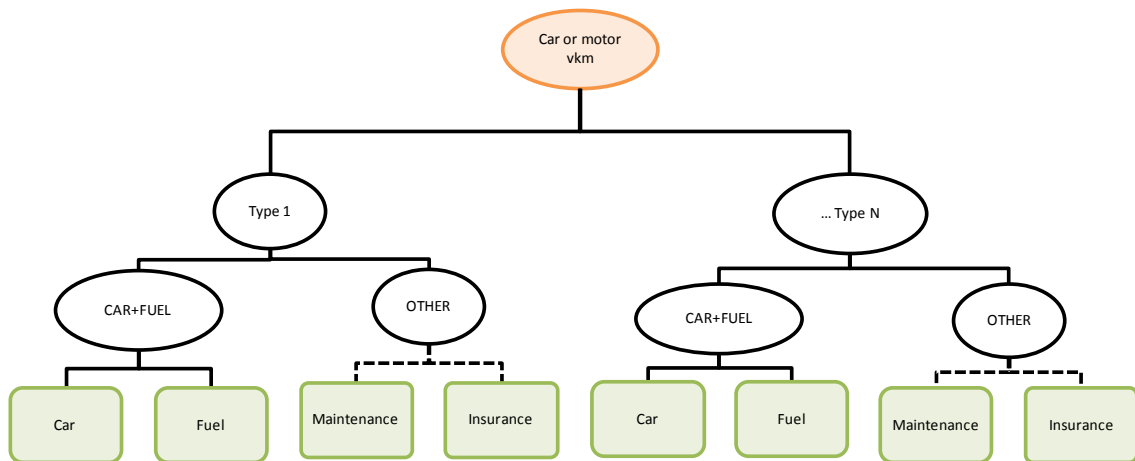 Car or motor
vkm
Type 1
... Type N
CAR+FUEL
OTHER
CAR+FUEL
OTHER
Car
Fuel
Maintenance
Insurance
Car
Fuel
Maintenance
Insurance